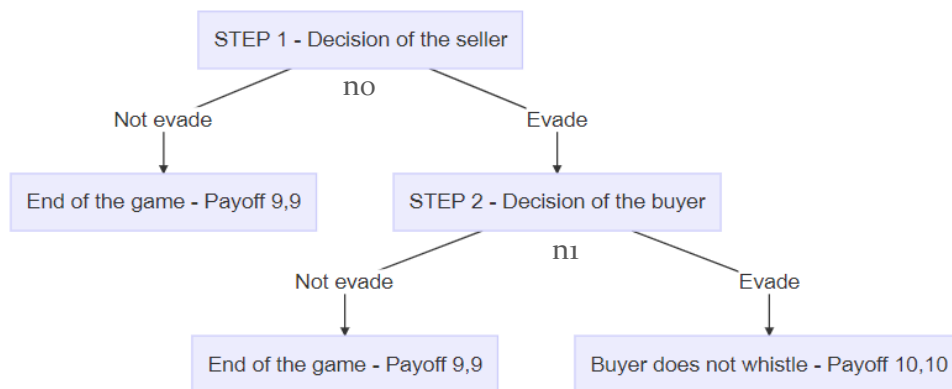 STEP 1 - Decision of the seller
no
Not evade
Evade
End of the game - Payoff 9,9
STEP 2 - Decision of the buyer
n1
Not evade
Evade
End of the game - Payoff 9,9
Buyer does not whistle - Payoff 10,10